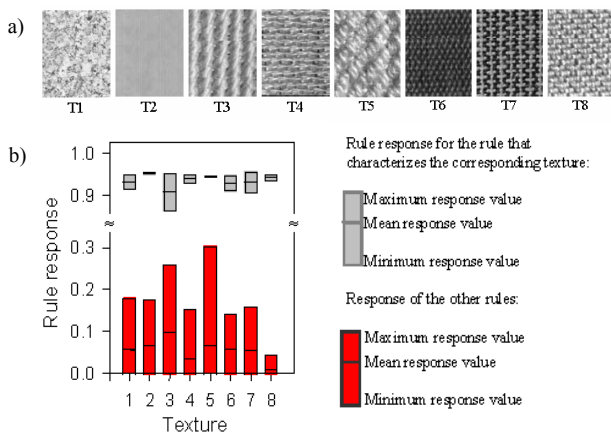 a)
T1 T2 T3 T4 T5 T6 T7 T8
b)
Rule response
1.0
0.9
≈ ≈
0.3
0.2
0.1
0.0
1 2 3 4 5 6 7 8
Texture
Rule response for the rule that
characterizes the corresponding texture:
Maximum response value
Mean response value
Minimum response value
Response of the other rules:
Maximum response value
Mean response value
Minimum response value